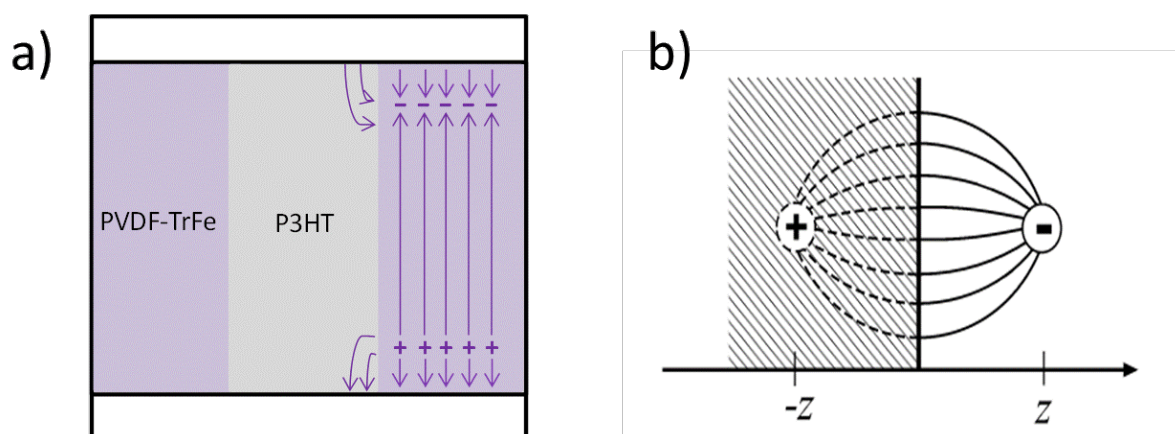 a)
PVDF-TrFe
P3HT
- - - - -
+ + + + +
b)
+
-
-z
z